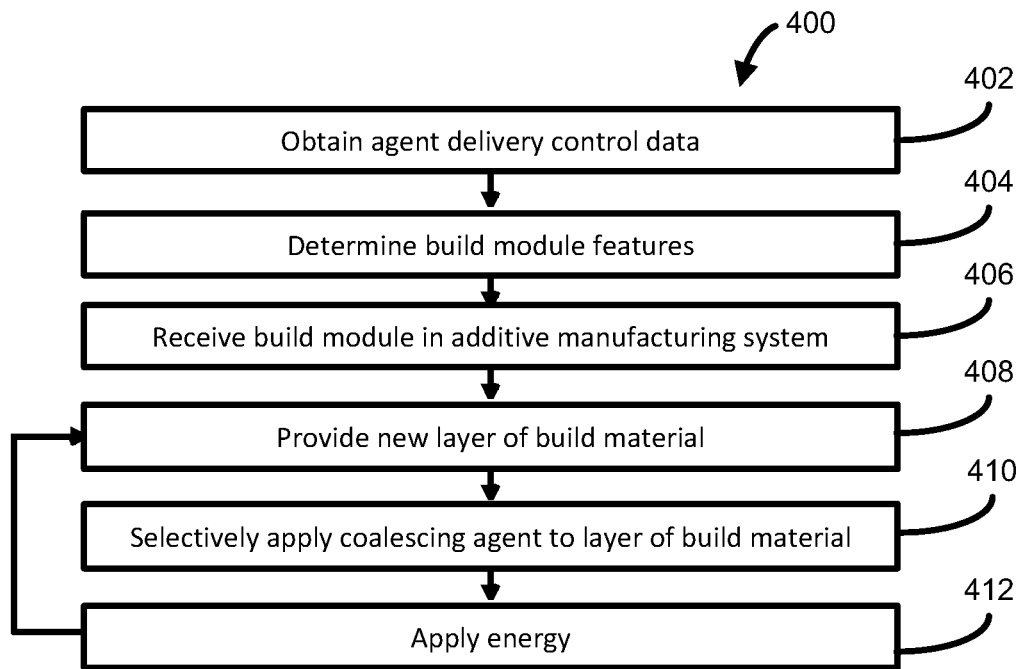 400
402
Obtain agent delivery control data
404
Determine build module features
406
Receive build module in additive manufacturing system
408
Provide new layer of build material
410
Selectively apply coalescing agent to layer of build material
412
Apply energy